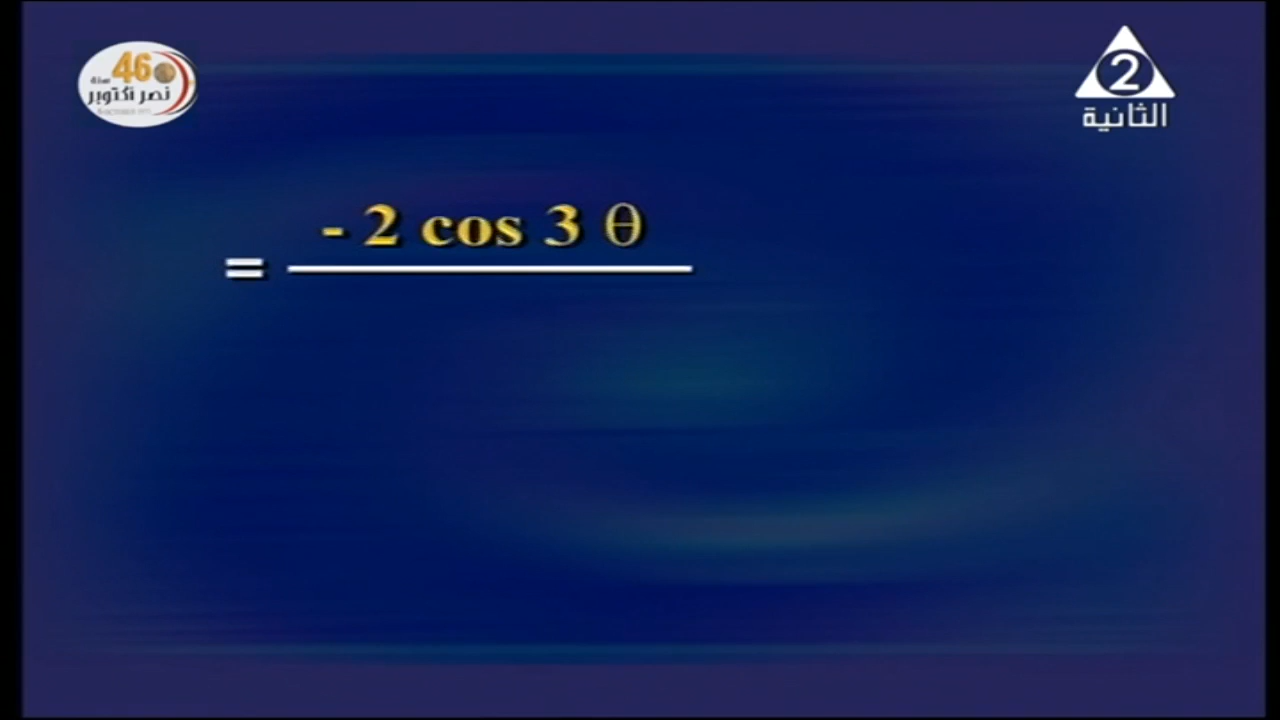 46
سنة
نصر أكتوبر
2
الثانية
- 2 cos 3 θ
=